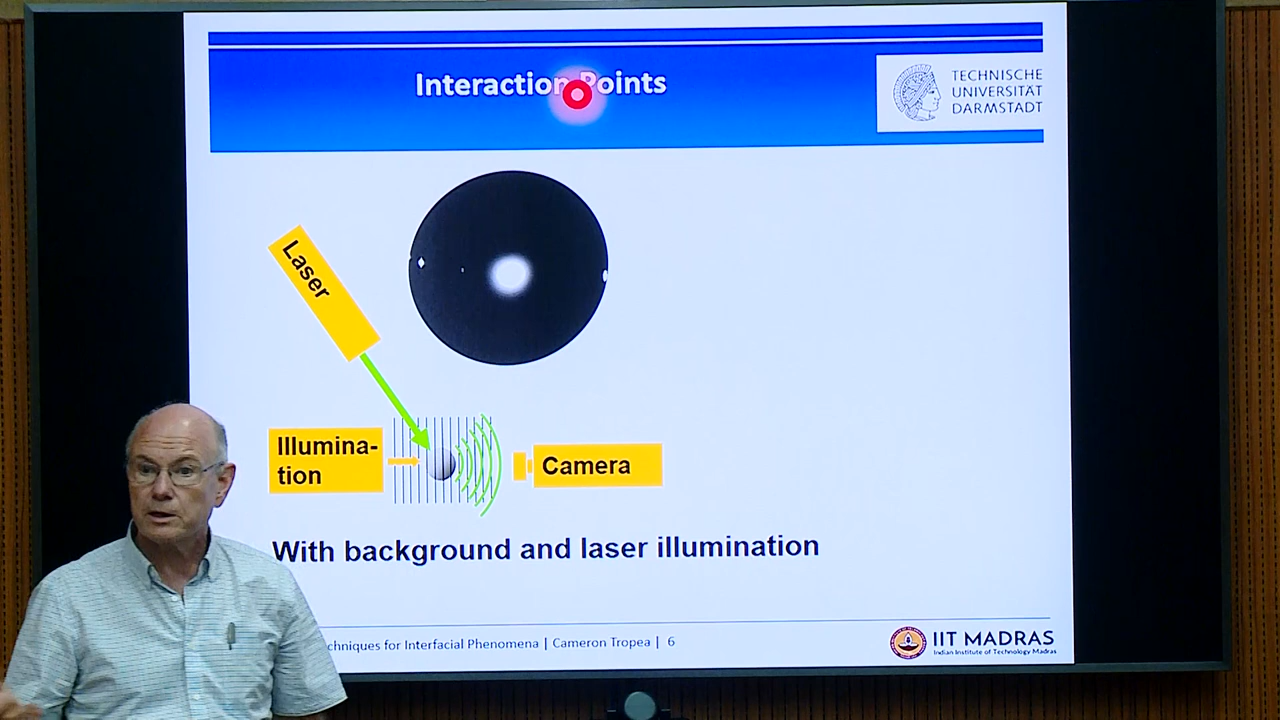 Interaction Points
TECHNISCHE
UNIVERSITÄT
DARMSTADT
Laser
Illumina-
tion
Camera
With background and laser illumination
chniques for Interfacial Phenomena | Cameron Tropea | 6
IIT MADRAS
Indian Institute of Technology Madras